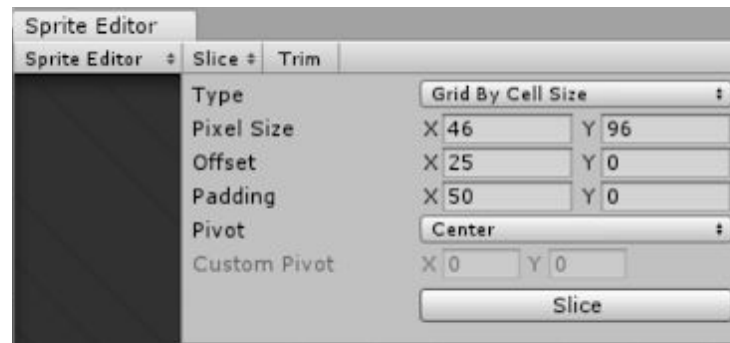 Sprite Editor
Sprite Editor Slice Trim
Type Grid By Cell Size
Pixel Size X 46 Y 96
Offset X 25 Y 0
Padding X 50 Y 0
Pivot Center
Custom Pivot X 0 Y 0
Slice